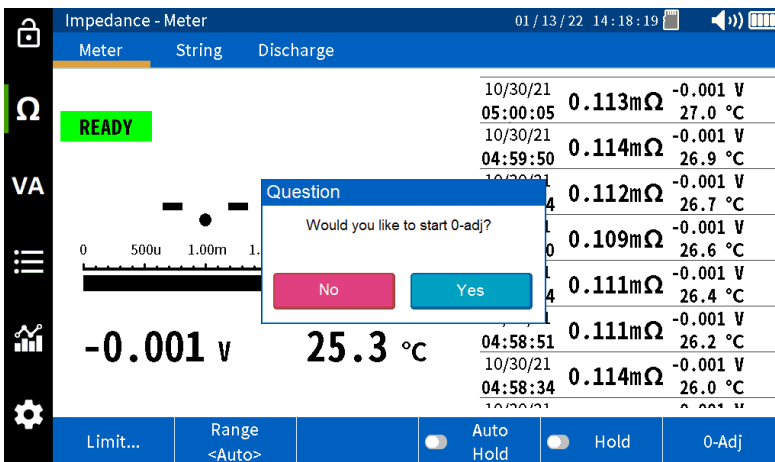 Impedance - Meter
01/13/22 14:18:19
Meter
String
Discharge
Ω
VA
READY
- . -
0 500u 1.00m 1.
-0.001 V
25.3 °C
10/30/21
05:00:05
0.113mΩ
-0.001 V
27.0 °C
10/30/21
04:59:50
0.114mΩ
-0.001 V
26.9 °C
4
0.112mΩ
-0.001 V
26.7 °C
0
0.109mΩ
-0.001 V
26.6 °C
4
0.111mΩ
-0.001 V
26.4 °C
04:58:51
0.111mΩ
-0.001 V
26.2 °C
10/30/21
04:58:34
0.114mΩ
-0.001 V
26.0 °C
Question
Would you like to start 0-adj?
No
Yes
Limit...
Range
<Auto>
Auto
Hold
Hold
0-Adj